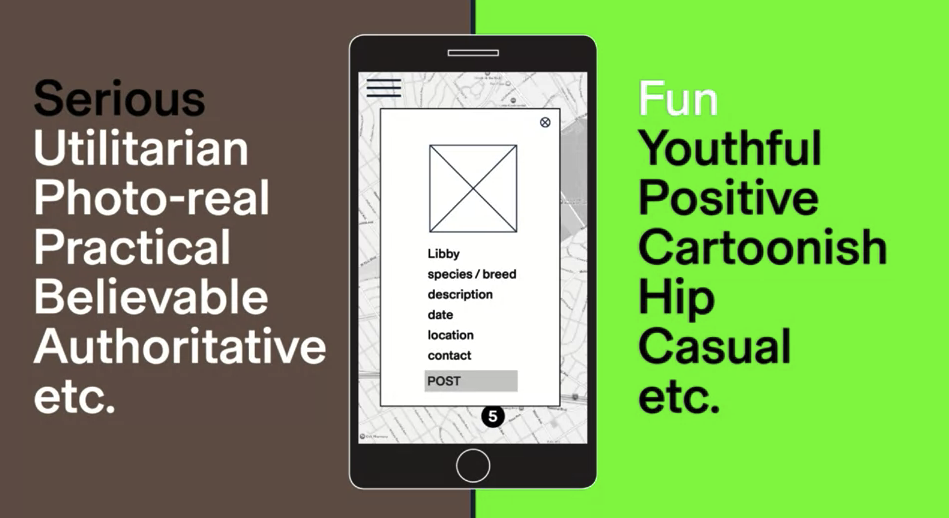 Serious
Utilitarian
Photo-real
Practical
Believable
Authoritative
etc.
Libby
species / breed
description
date
location
contact
POST
5
Fun
Youthful
Positive
Cartoonish
Hip
Casual
etc.